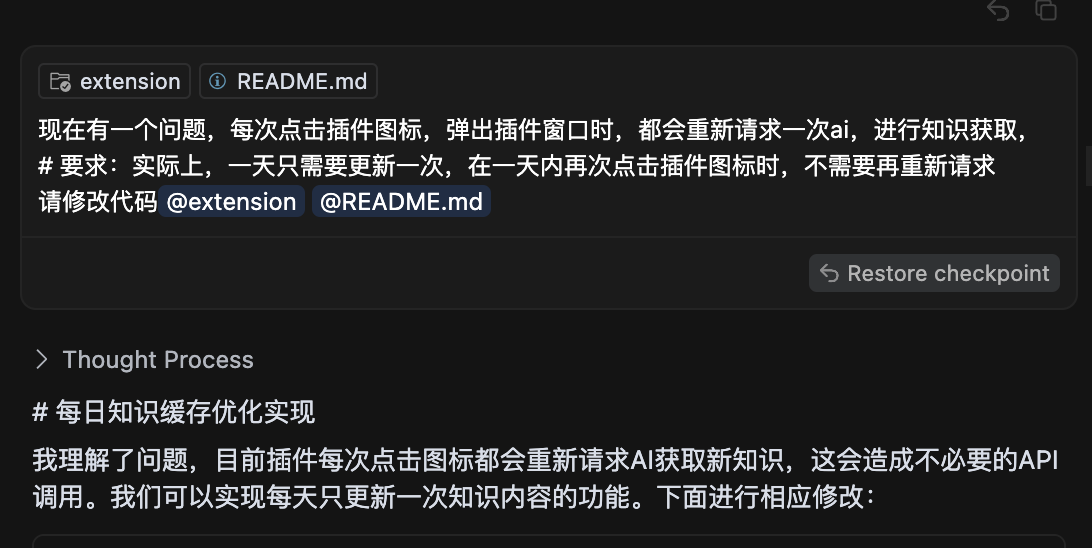 extension README.md
现在有一个问题，每次点击插件图标，弹出插件窗口时，都会重新请求一次ai，进行知识获取，
# 要求：实际上，一天只需要更新一次，在一天内再次点击插件图标时，不需要再重新请求
请修改代码 @extension @README.md
Restore checkpoint
Thought Process
# 每日知识缓存优化实现
我理解了问题，目前插件每次点击图标都会重新请求AI获取新知识，这会造成不必要的API
调用。我们可以实现每天只更新一次知识内容的功能。下面进行相应修改：